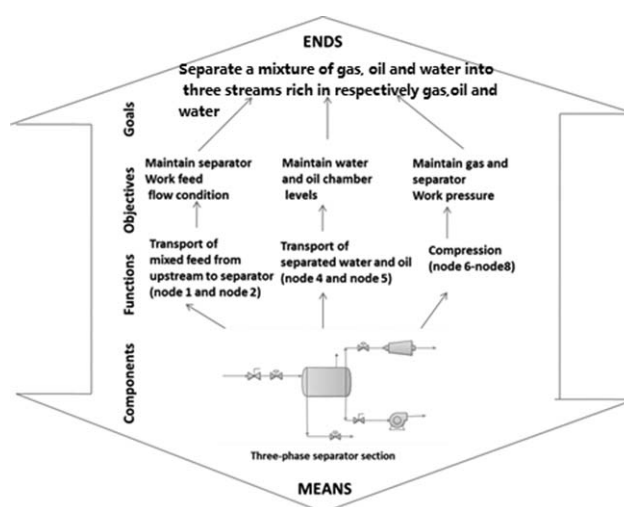 ENDS
Separate a mixture of gas, oil and water into
three streams rich in respectively gas,oil and
water
Goals
Maintain separator
Work feed
flow condition
Maintain water
and oil chamber
levels
Maintain gas and
separator
Work pressure
Objectives
Transport of
mixed feed from
upstream to separator
(node 1 and node 2)
Transport of
separated water and oil
(node 4 and node 5)
Compression
(node 6-node8)
Functions
Components
Three-phase separator section
MEANS